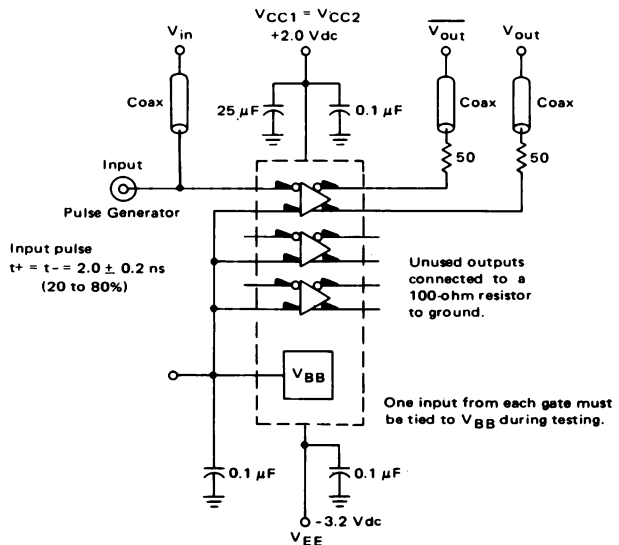 V_CC1 = V_CC2
+2.0 Vdc
V_in
V_out
V_out
Coax
25 µF
0.1 µF
Coax
Coax
50
50
Input
Pulse Generator
Input pulse
t+ = t- = 2.0 ± 0.2 ns
(20 to 80%)
Unused outputs
connected to a
100-ohm resistor
to ground.
V_BB
One input from each gate must
be tied to V_BB during testing.
0.1 µF
0.1 µF
-3.2 Vdc
V_EE